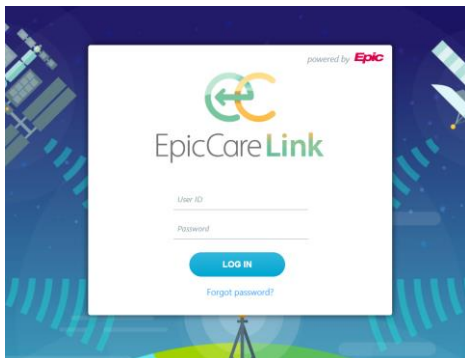 powered by Epic
EpicCare Link
User ID
Password
LOG IN
Forgot password?